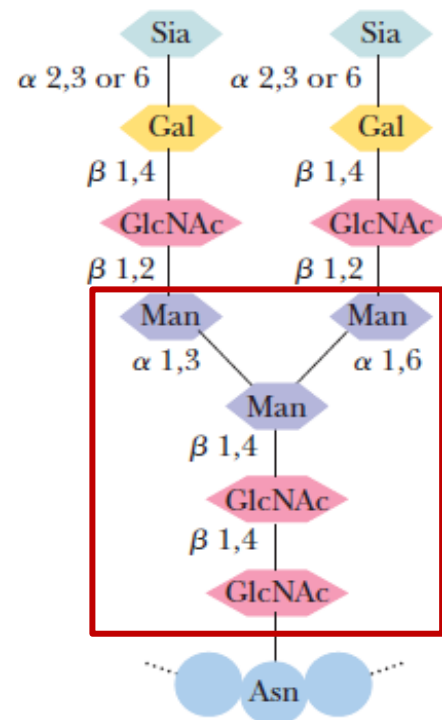 Sia Sia
α 2,3 or 6 α 2,3 or 6
Gal Gal
β 1,4 β 1,4
GlcNAc GlcNAc
β 1,2 β 1,2
Man Man
α 1,3 α 1,6
Man
β 1,4
GlcNAc
β 1,4
GlcNAc
Asn